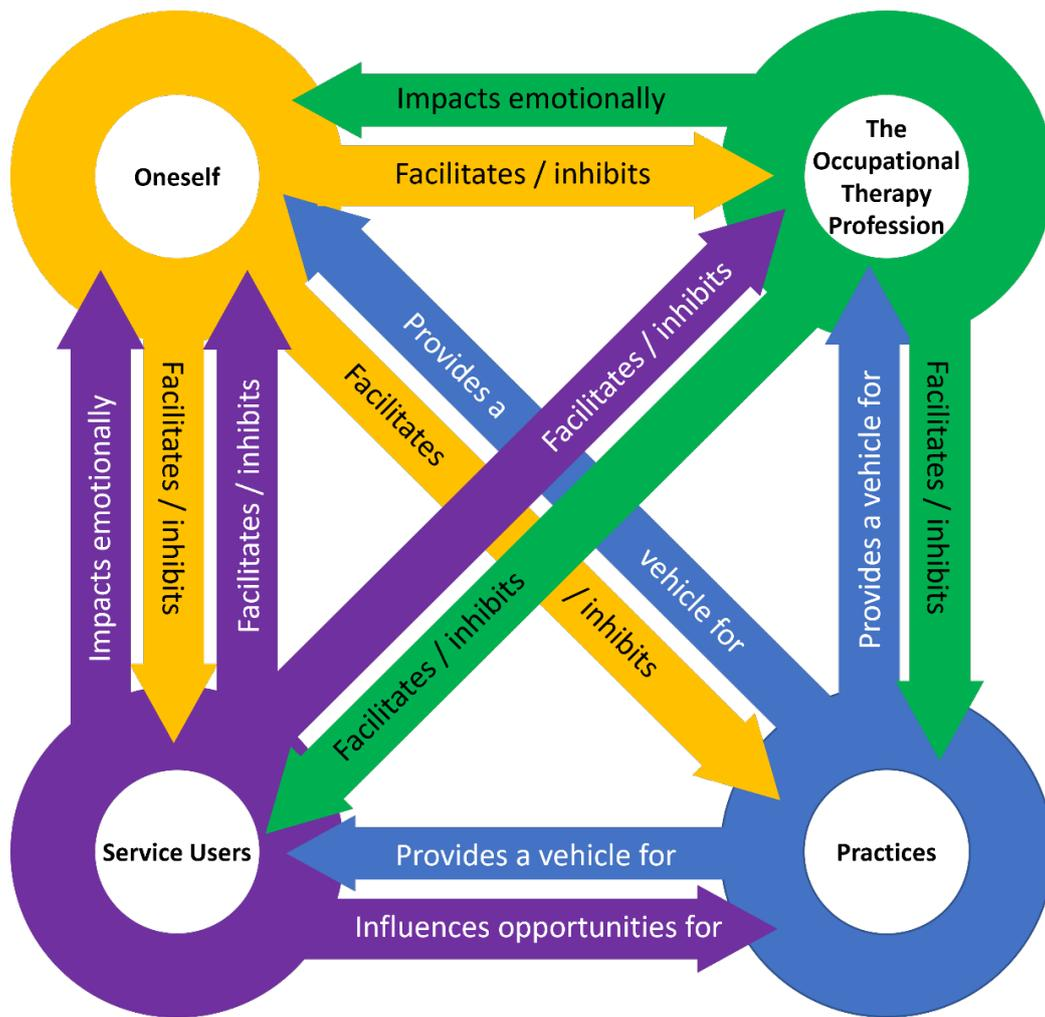 Impacts emotionally
Oneself
Facilitates / inhibits
The
Occupational
Therapy
Profession
Provides a
vehicle for
Facilitates
/ inhibits
Facilitates / inhibits
Facilitates / inhibits
Impacts emotionally
Facilitates / inhibits
Facilitates / inhibits
Provides a vehicle for
Facilitates / inhibits
Service Users
Provides a vehicle for
Practices
Influences opportunities for